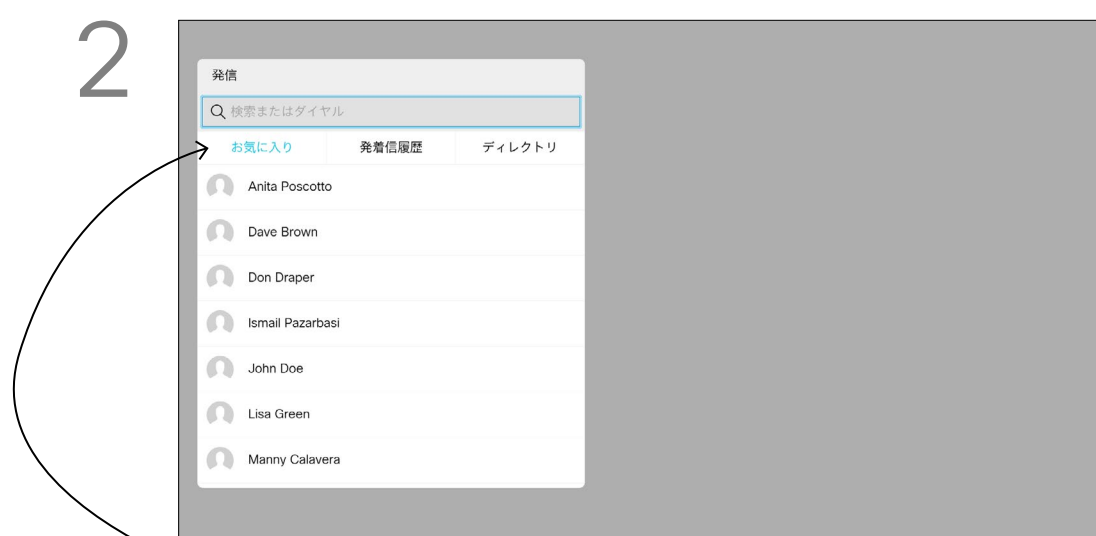 2
発信
検索またはダイヤル
お気に入り 発着信履歴 ディレクトリ
Anita Poscotto
Dave Brown
Don Draper
Ismail Pazarbasi
John Doe
Lisa Green
Manny Calavera